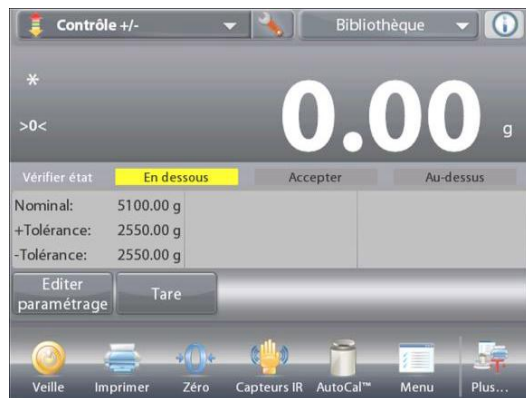 Contrôle +/- Bibliothèque
*
>0< 0.00 g
Vérifier état En dessous Accepter Au-dessus
Nominal: 5100.00 g
+Tolérance: 2550.00 g
-Tolérance: 2550.00 g
Editer
paramétrage Tare
Veille Imprimer Zéro Capteurs IR AutoCal™ Menu Plus...